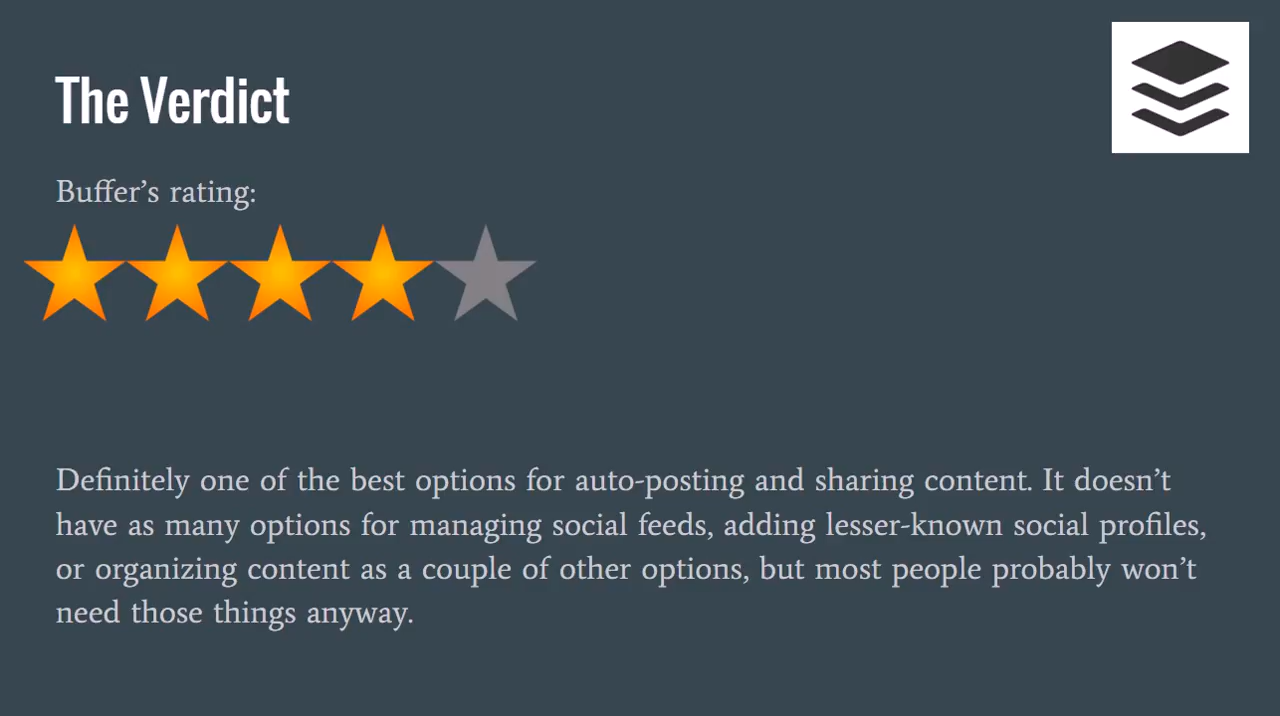 The Verdict
Buffer’s rating:
Definitely one of the best options for auto-posting and sharing content. It doesn’t
have as many options for managing social feeds, adding lesser-known social profiles,
or organizing content as a couple of other options, but most people probably won’t
need those things anyway.